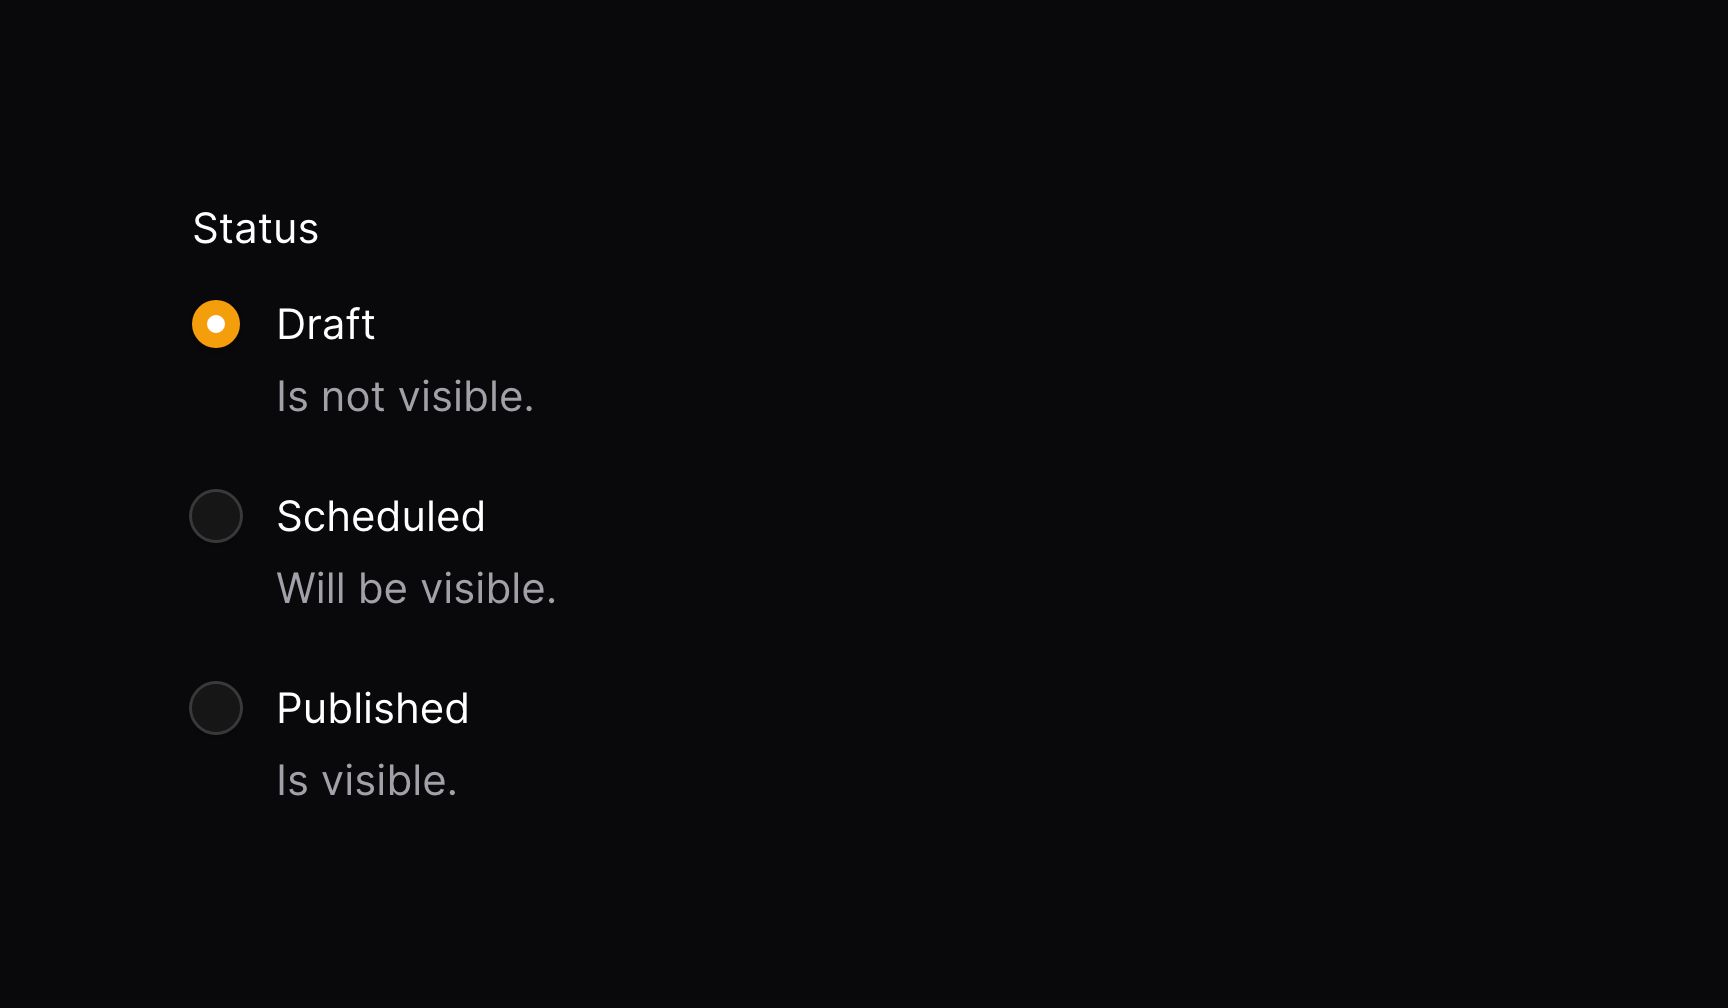 Status
Draft
Is not visible.
Scheduled
Will be visible.
Published
Is visible.